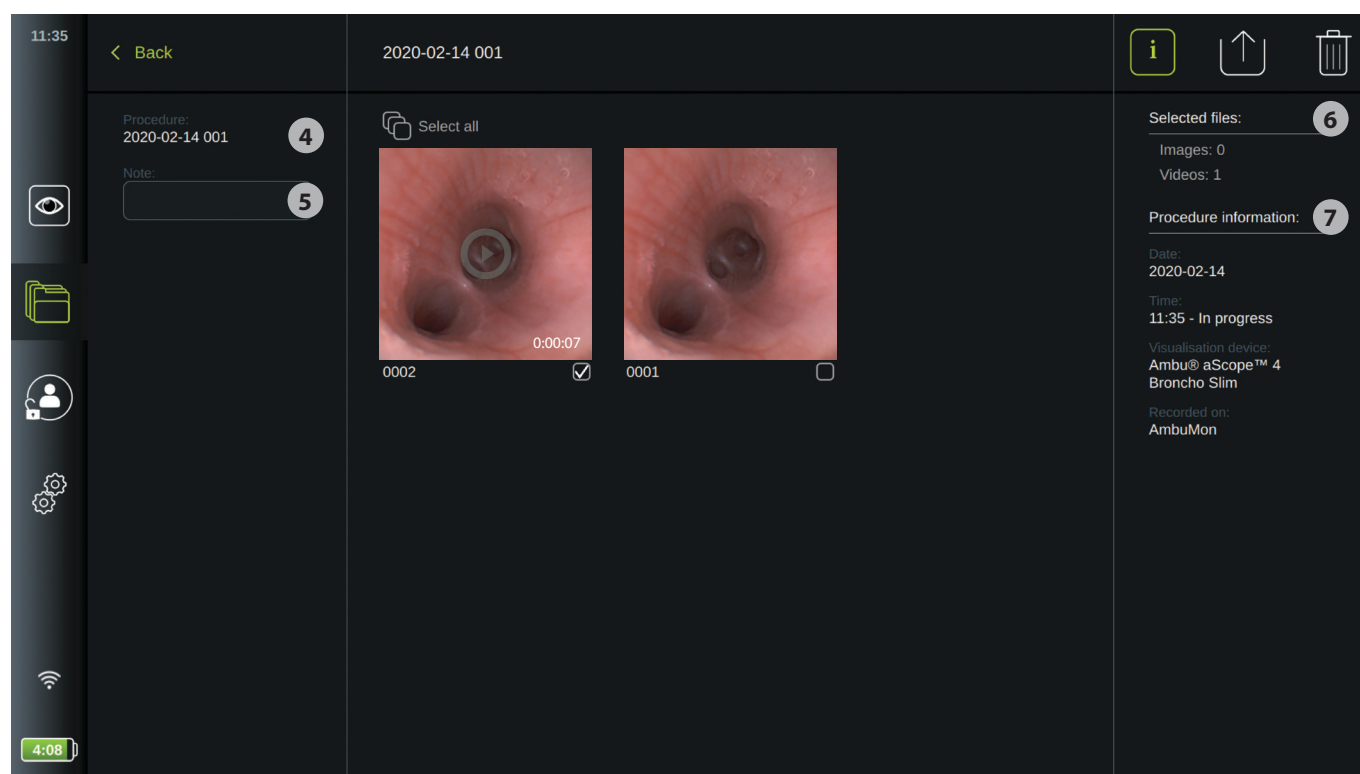 11:35
Back
2020-02-14 001
i
Procedure:
2020-02-14 001
4
Note:
5
Select all
0:00:07
0002
0001
Selected files:
6
Images: 0
Videos: 1
Procedure information:
7
Date:
2020-02-14
Time:
11:35 - In progress
Visualisation device:
Ambu® aScope™ 4
Broncho Slim
Recorded on:
AmbuMon
4:08